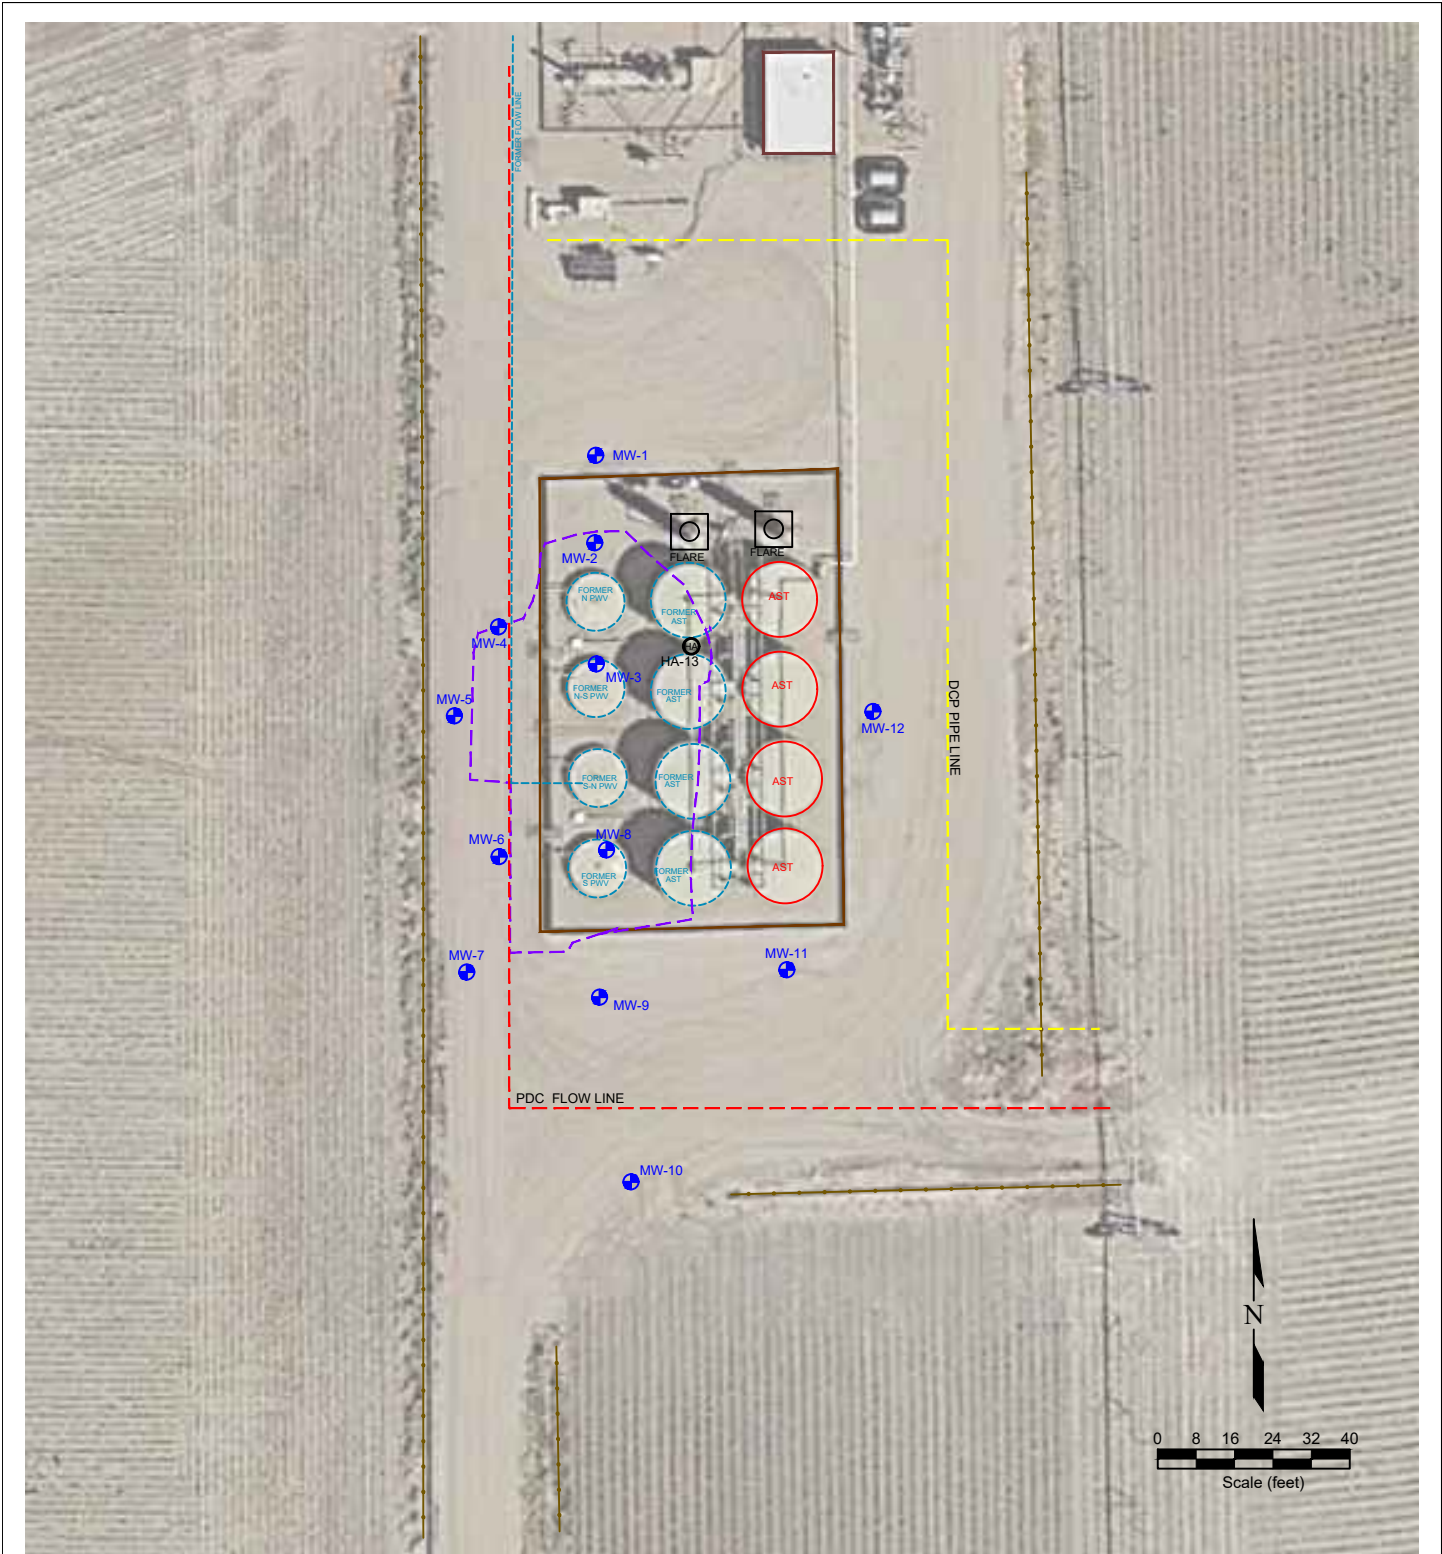 FORMER FLOW LINE
MW-1
MW-2
FLARE
FLARE
FORMER
N PWV
FORMER
AST
AST
MW-4
HA
HA-13
MW-3
FORMER
N-S PWV
FORMER
AST
AST
MW-5
MW-12
DCP PIPE LINE
FORMER
S-N PWV
FORMER
AST
AST
MW-6
MW-8
FORMER
S PWV
FORMER
AST
AST
MW-7
MW-11
MW-9
PDC FLOW LINE
MW-10
N
0 8 16 24 32 40
Scale (feet)